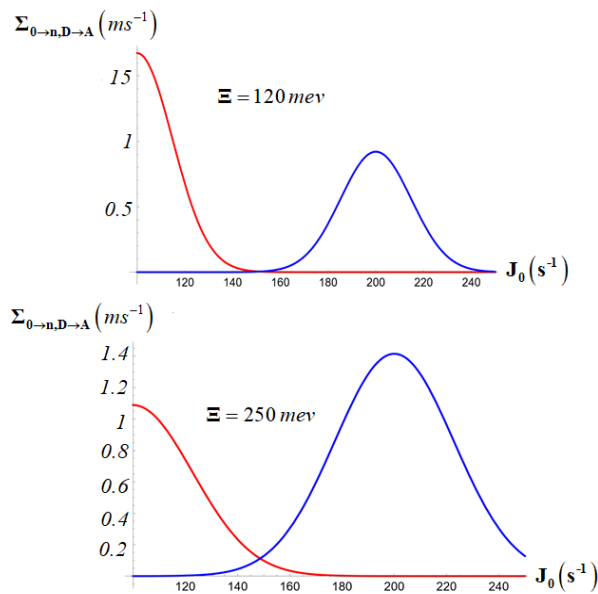 Σ0→n,D→A (ms⁻¹)
15
Ξ = 120 mev
1
0.5
J₀ (s⁻¹)
120 140 160 180 200 220 240
Σ0→n,D→A (ms⁻¹)
1.4
1.2
1
Ξ = 250 mev
0.8
0.6
0.4
0.2
J₀ (s⁻¹)
120 140 160 180 200 220 240